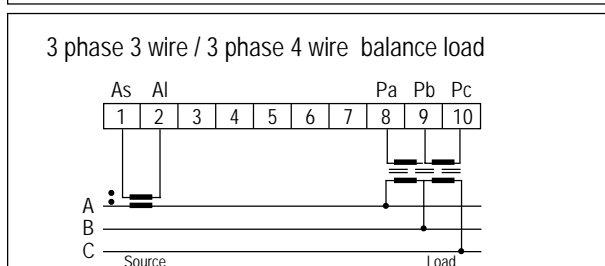 3 phase 3 wire / 3 phase 4 wire balance load
As Al Pa Pb Pc
1 2 3 4 5 6 7 8 9 10
A
B
C
Source Load